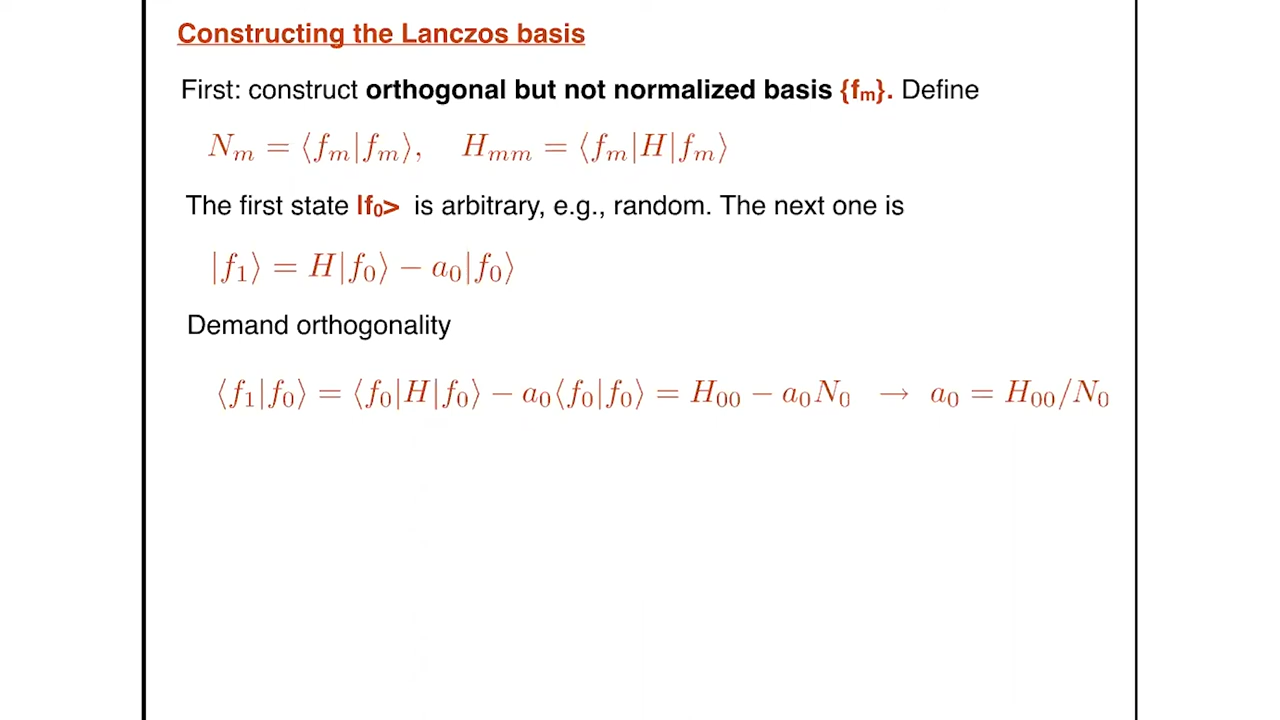 Constructing the Lanczos basis
First: construct orthogonal but not normalized basis {fₘ}. Define
Nₘ = ⟨fₘ|fₘ⟩, Hₘₘ = ⟨fₘ|H|fₘ⟩
The first state |f₀> is arbitrary, e.g., random. The next one is
|f₁⟩ = H|f₀⟩ − a₀|f₀⟩
Demand orthogonality
⟨f₁|f₀⟩ = ⟨f₀|H|f₀⟩ − a₀⟨f₀|f₀⟩ = H₀₀ − a₀N₀ → a₀ = H₀₀/N₀